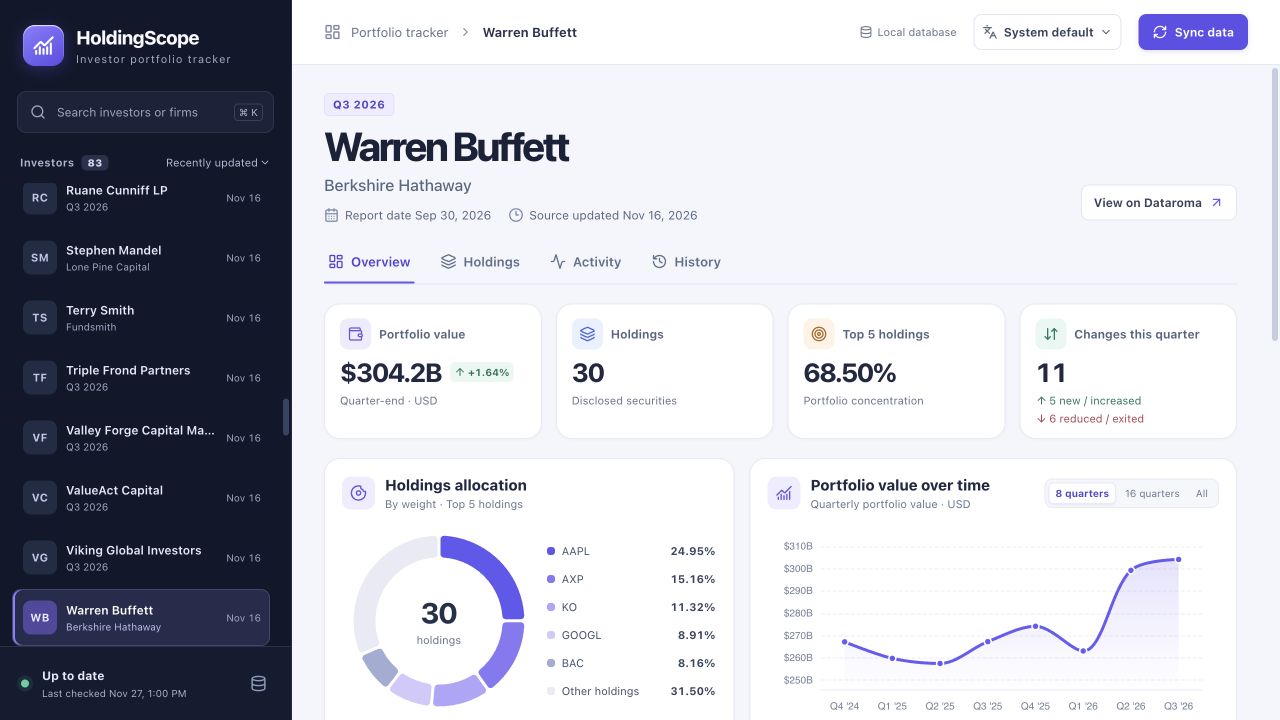 HoldingScope
Investor portfolio tracker
Search investors or firms
⌘ K
Investors 83
Recently updated
RC
Ruane Cunniff LP
Q3 2026
Nov 16
SM
Stephen Mandel
Lone Pine Capital
Nov 16
TS
Terry Smith
Fundsmith
Nov 16
TF
Triple Frond Partners
Q3 2026
Nov 16
VF
Valley Forge Capital Ma...
Q3 2026
Nov 16
VC
ValueAct Capital
Q3 2026
Nov 16
VG
Viking Global Investors
Q3 2026
Nov 16
WB
Warren Buffett
Berkshire Hathaway
Nov 16
Up to date
Last checked Nov 27, 1:00 PM
Portfolio tracker
Warren Buffett
Local database
System default
Sync data
Q3 2026
Warren Buffett
Berkshire Hathaway
Report date Sep 30, 2026
Source updated Nov 16, 2026
View on Dataroma
Overview
Holdings
Activity
History
Portfolio value
$304.2B
↑ +1.64%
Quarter-end · USD
Holdings
30
Disclosed securities
Top 5 holdings
68.50%
Portfolio concentration
Changes this quarter
11
↑ 5 new / increased
↓ 6 reduced / exited
Holdings allocation
By weight · Top 5 holdings
30
holdings
AAPL 24.95%
AXP 15.16%
KO 11.32%
GOOGL 8.91%
BAC 8.16%
Other holdings 31.50%
Portfolio value over time
Quarterly portfolio value · USD
8 quarters
16 quarters
All
$310B
$300B
$290B
$280B
$270B
$260B
$250B
Q4 '24
Q1 '25
Q2 '25
Q3 '25
Q4 '25
Q1 '26
Q2 '26
Q3 '26